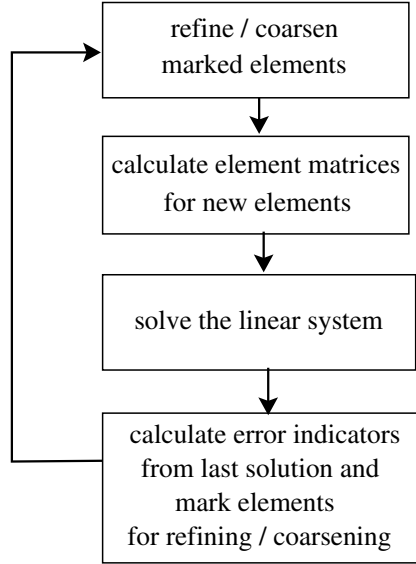 refine / coarsen
marked elements
calculate element matrices
for new elements
solve the linear system
calculate error indicators
from last solution and
mark elements
for refining / coarsening